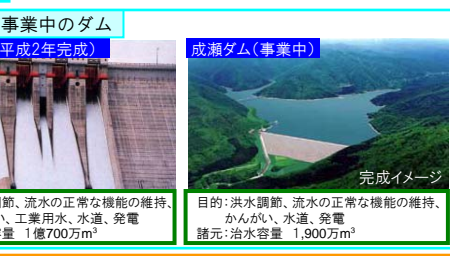 事業中のダム
平成2年完成)
成瀬ダム(事業中)
完成イメージ
節、流水の正常な機能の維持、
、工業用水、水道、発電
量 1億700万m³
目的:洪水調節、流水の正常な機能の維持、
かんがい、水道、発電
諸元:治水容量 1,900万m³